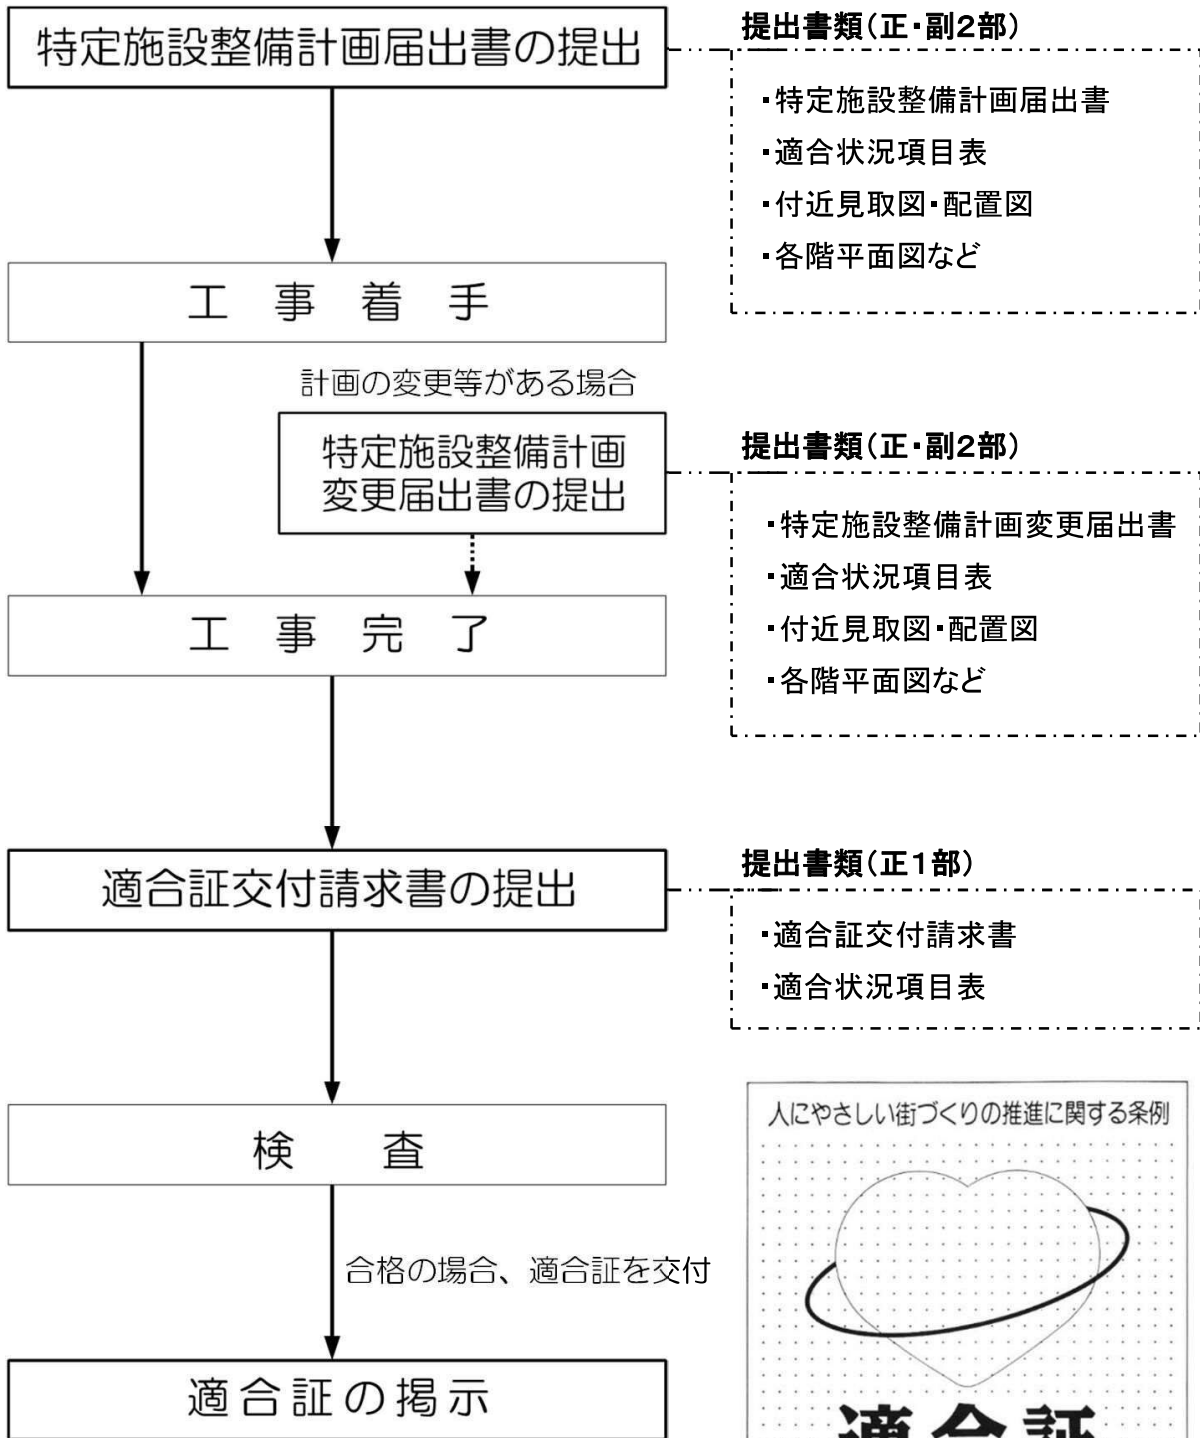 特定施設整備計画届出書の提出
提出書類(正・副2部)
・特定施設整備計画届出書
・適合状況項目表
・付近見取図・配置図
・各階平面図など
工事着手
計画の変更等がある場合
特定施設整備計画
変更届出書の提出
提出書類(正・副2部)
・特定施設整備計画変更届出書
・適合状況項目表
・付近見取図・配置図
・各階平面図など
工事完了
適合証交付請求書の提出
提出書類(正1部)
・適合証交付請求書
・適合状況項目表
検査
合格の場合、適合証を交付
適合証の掲示
人にやさしい街づくりの推進に関する条例
適合証